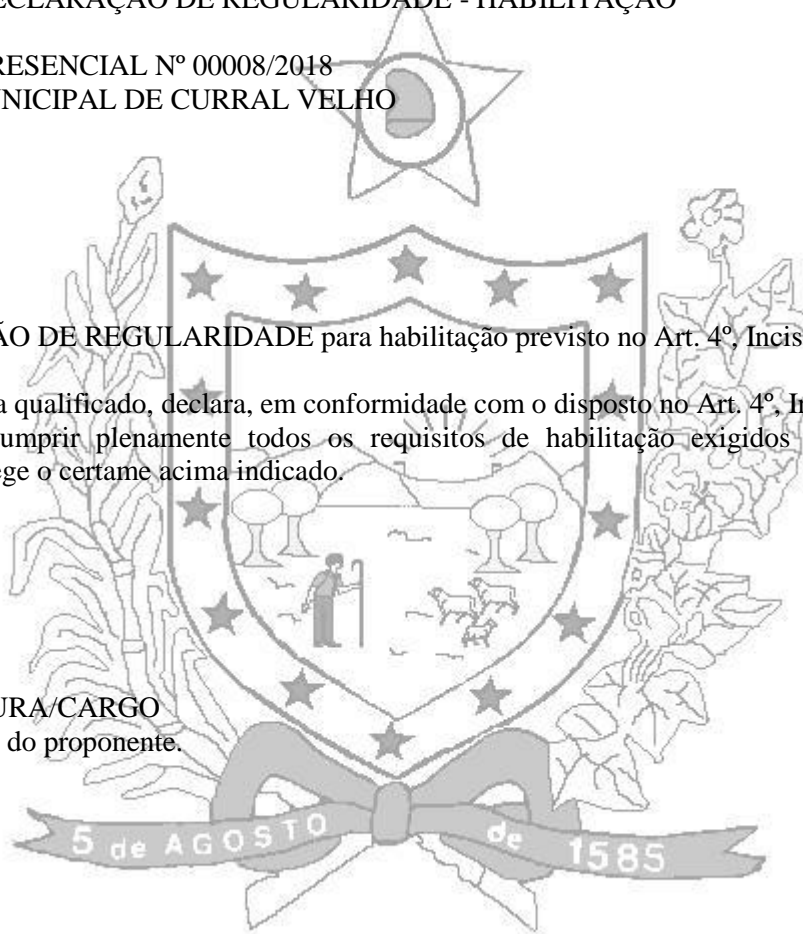 ECLARAÇÃO DE REGULARIDADE - HABILITAÇÃO
RESENCIAL Nº 00008/2018
UNICIPAL DE CURRAL VELHO
ÃO DE REGULARIDADE para habilitação previsto no Art. 4º, Incis
a qualificado, declara, em conformidade com o disposto no Art. 4º, In
umprir plenamente todos os requisitos de habilitação exigidos
ege o certame acima indicado.
URA/CARGO
do proponente.
5 de AGOSTO de 1585